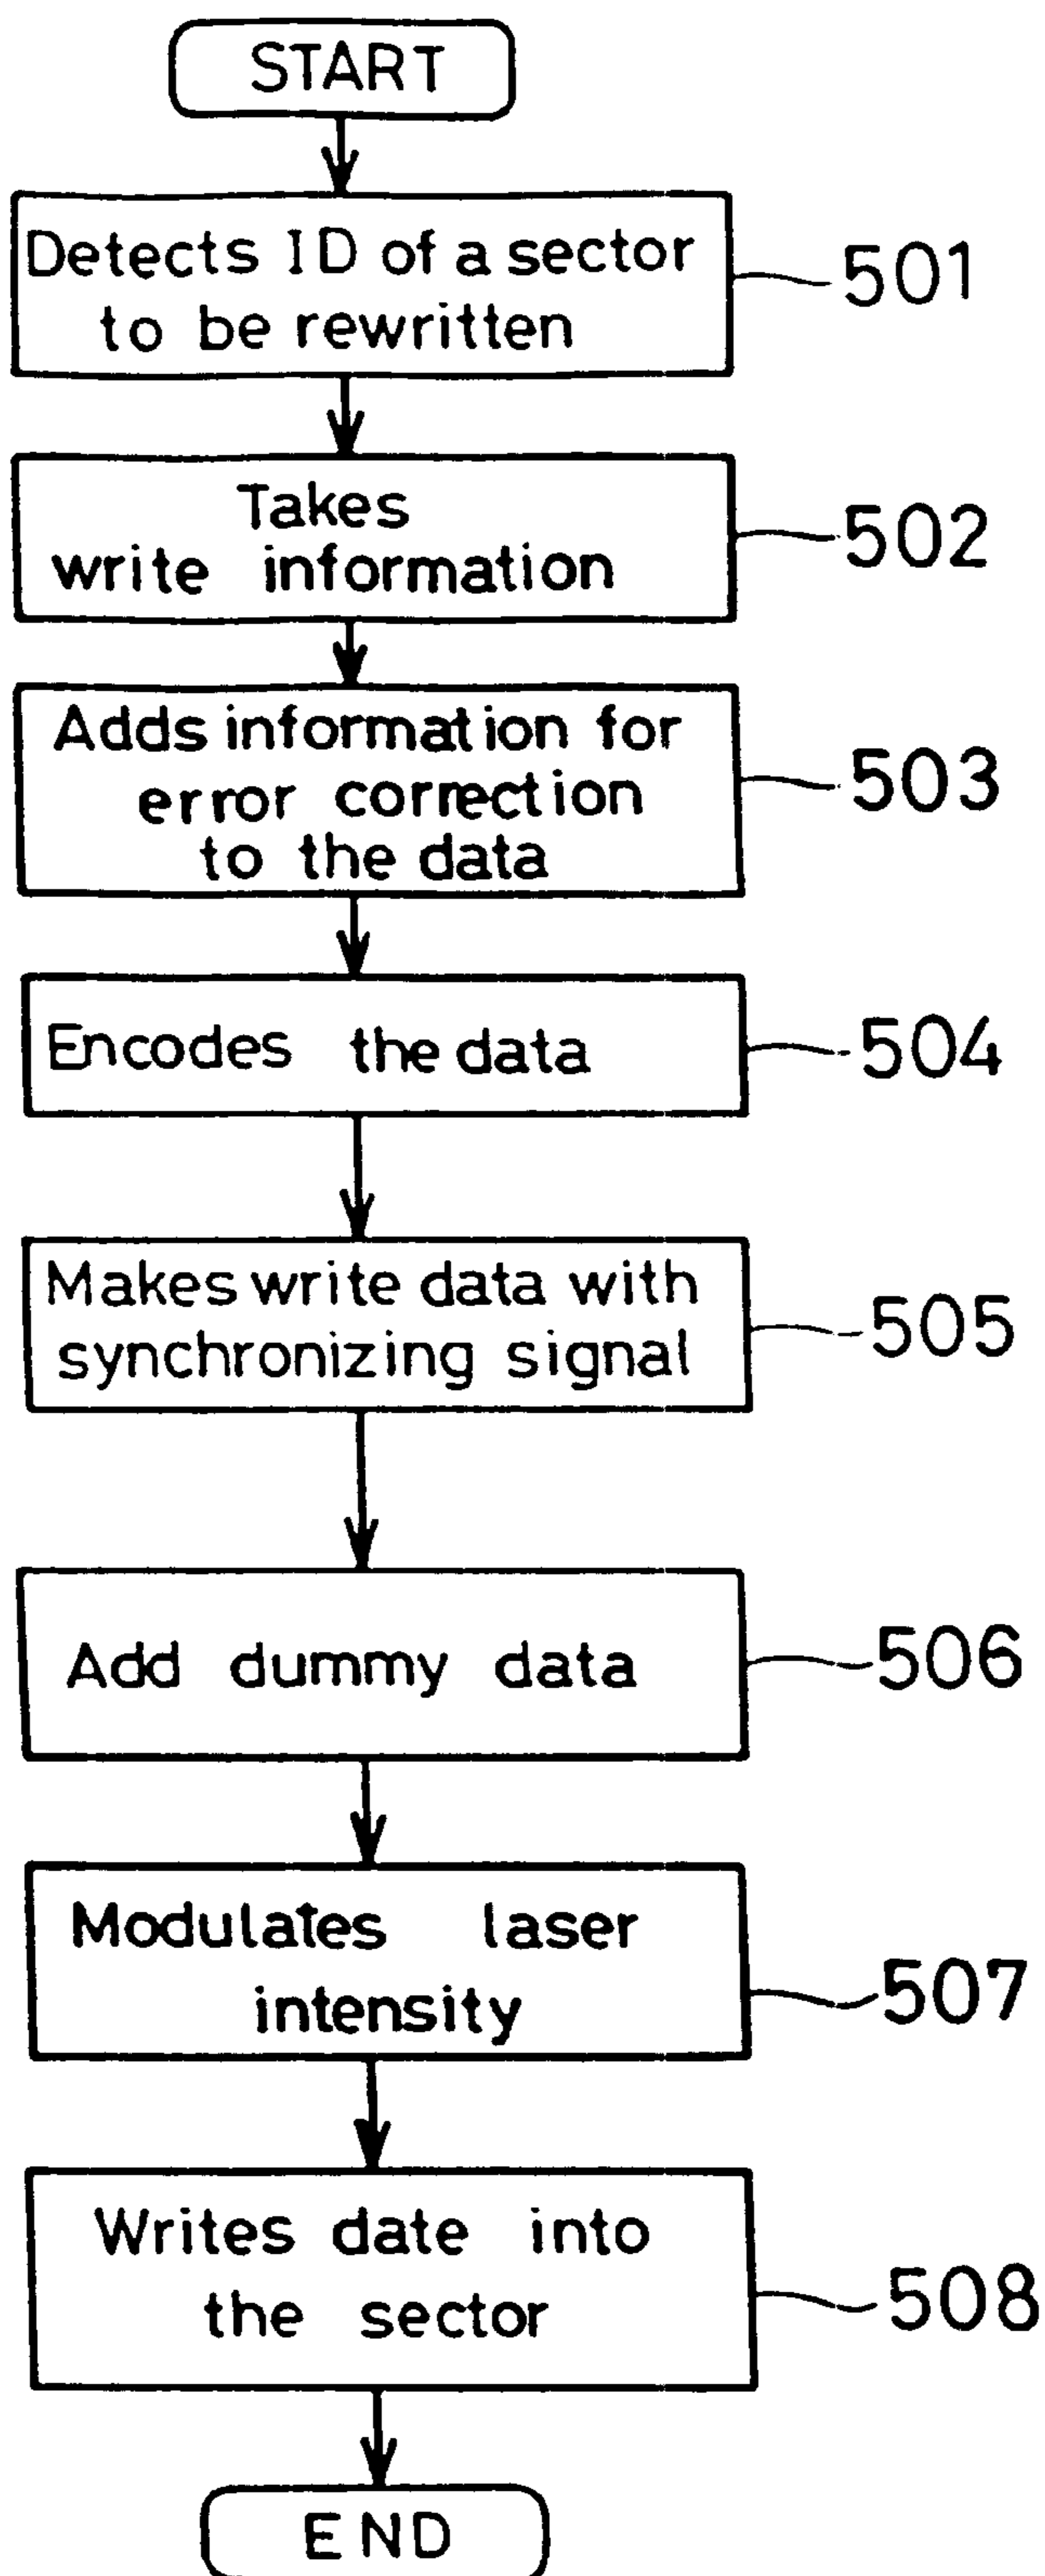 START
Detects ID of a sector
to be rewritten
501
Takes
write information
502
Adds information for
error correction
to the data
503
Encodes the data
504
Makes write data with
synchronizing signal
505
Add dummy data
506
Modulates laser
intensity
507
Writes date into
the sector
508
END